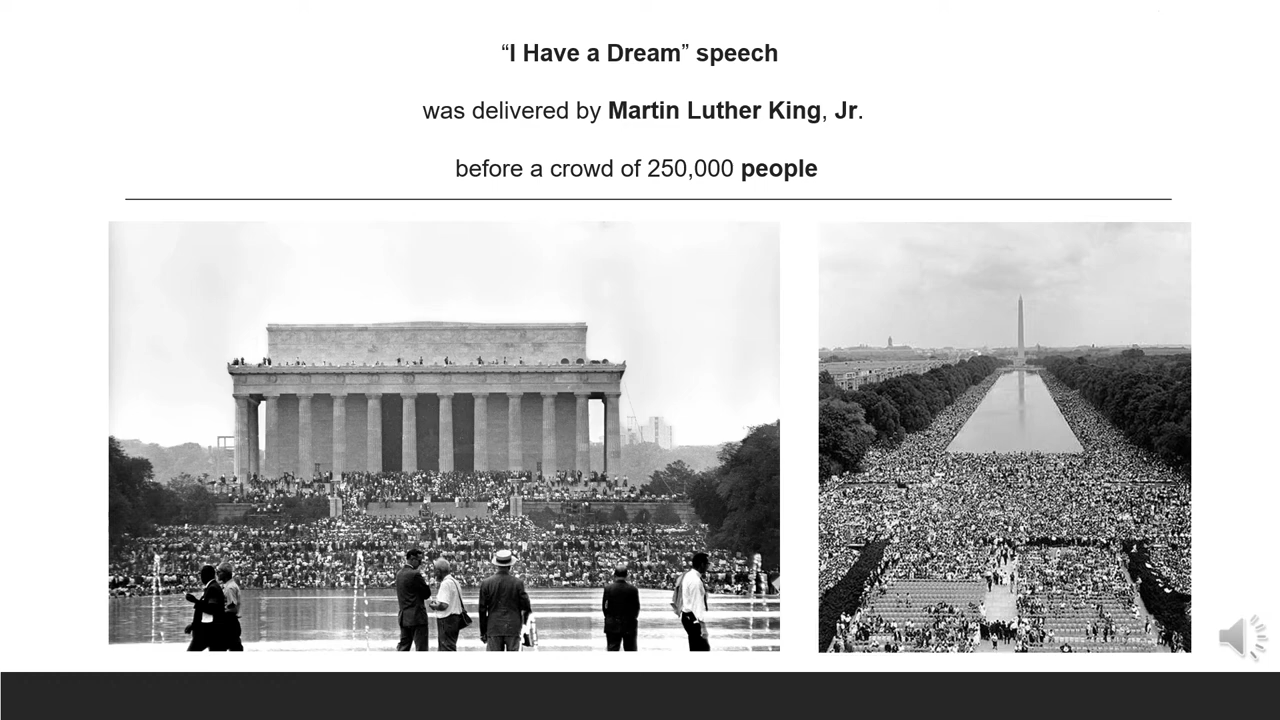 “I Have a Dream” speech
was delivered by Martin Luther King, Jr.
before a crowd of 250,000 people